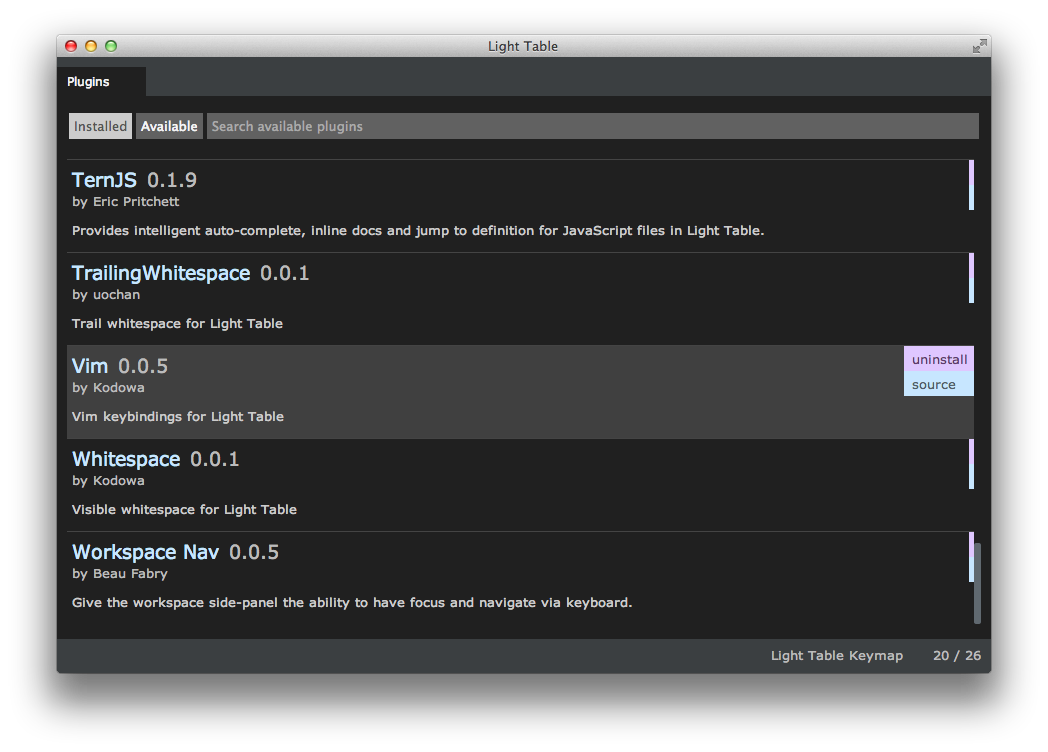 Light Table
Plugins
Installed Available Search available plugins
TernJS 0.1.9
by Eric Pritchett
Provides intelligent auto-complete, inline docs and jump to definition for JavaScript files in Light Table.
TrailingWhitespace 0.0.1
by uochan
Trail whitespace for Light Table
Vim 0.0.5
uninstall
by Kodowa
source
Vim keybindings for Light Table
Whitespace 0.0.1
by Kodowa
Visible whitespace for Light Table
Workspace Nav 0.0.5
by Beau Fabry
Give the workspace side-panel the ability to have focus and navigate via keyboard.
Light Table Keymap 20 / 26